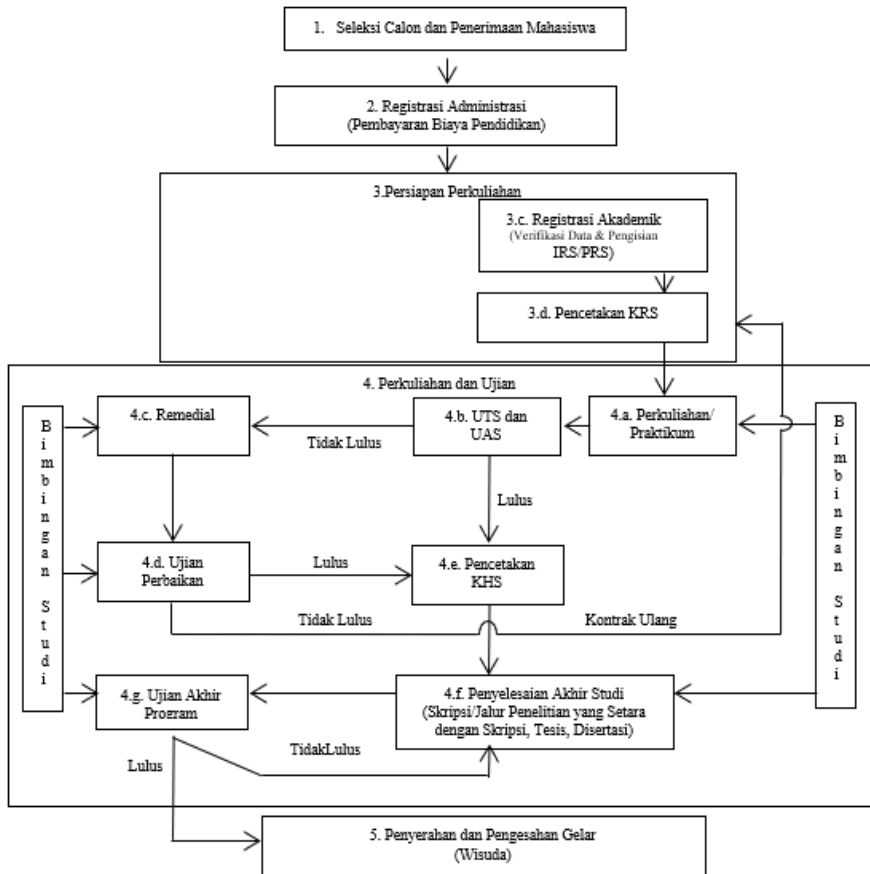 1. Seleksi Calon dan Penerimaan Mahasiswa
2. Registrasi Administrasi
(Pembayaran Biaya Pendidikan)
3.Persiapan Perkuliahan
3.c. Registrasi Akademik
(Verifikasi Data & Pengisian
IRS/PRS)
3.d. Pencetakan KRS
4. Perkuliahan dan Ujian
Bimbingan Studi
4.c. Remedial
Tidak Lulus
4.b. UTS dan
UAS
4.a. Perkuliahan/
Praktikum
Bimbingan Studi
Lulus
4.d. Ujian
Perbaikan
Lulus
4.e. Pencetakan
KHS
Tidak Lulus
Kontrak Ulang
4.g. Ujian Akhir
Program
4.f. Penyelesaian Akhir Studi
(Skripsi/Jalur Penelitian yang Setara
dengan Skripsi, Tesis, Disertasi)
TidakLulus
Lulus
5. Penyerahan dan Pengesahan Gelar
(Wisuda)